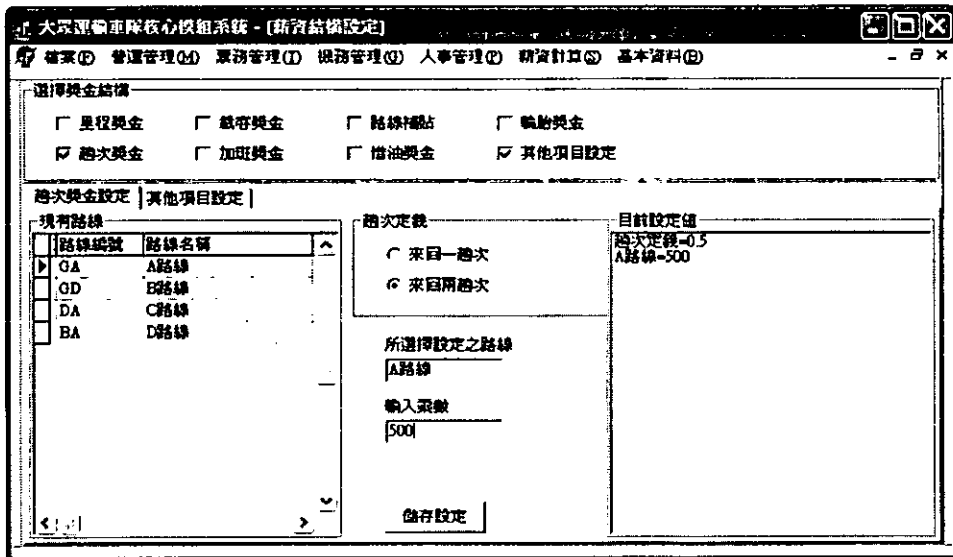 大眾運輸車隊核心模組系統 - [薪資結構設定]
檔案(F) 營運管理(M) 票務管理(I) 機務管理(G) 人事管理(P) 薪資計算(S) 基本資料(B)
選擇獎金結構
里程獎金 載客獎金 路線補貼 輪胎獎金
趟次獎金 加班獎金 惜油獎金 其他項目設定
趟次獎金設定 其他項目設定
現有路線
路線編號 路線名稱
GA A路線
GD B路線
DA C路線
BA D路線
趟次定義
來回一趟次
來回兩趟次
所選擇設定之路線
A路線
輸入票數
500
儲存設定
目前設定值
趟次定義=0.5
A路線=500